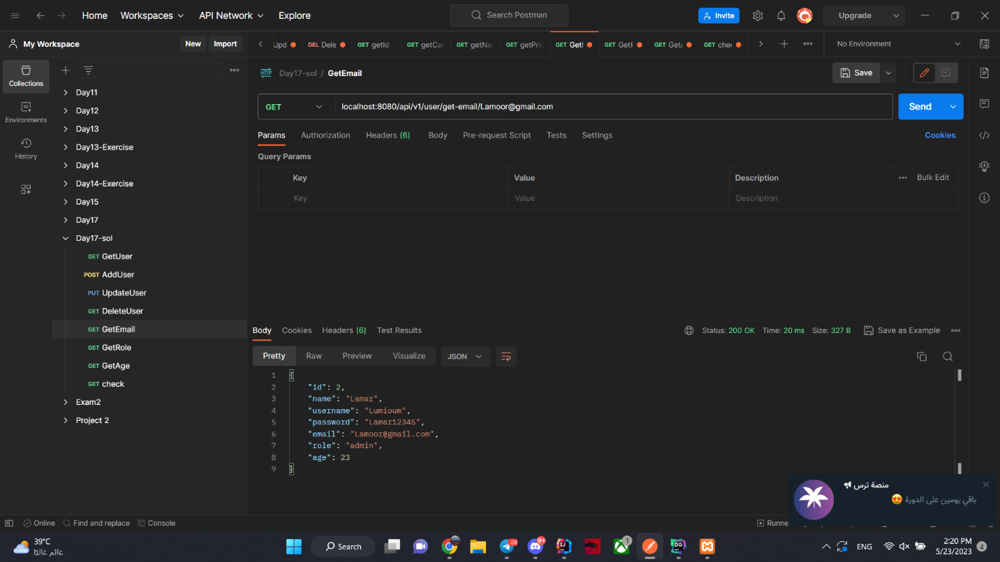 Home Workspaces API Network Explore Search Postman Invite Upgrade
My Workspace New Import Upd DEL Dele GET getId GET getCat GET getNar GET getPric GET GetI GET GetF GET GetA GET chec No Environment
Collections
Environments
History
Day11
Day12
Day13
Day13-Exercise
Day14
Day14-Exercise
Day15
Day17
Day17-sol
GET GetUser
POST AddUser
PUT UpdateUser
GET DeleteUser
GET GetEmail
GET GetRole
GET GetAge
GET check
Exam2
Project 2
HTTP Day17-sol / GetEmail Save
GET localhost:8080/api/v1/user/get-email/Lamoor@gmail.com Send
Params Authorization Headers (6) Body Pre-request Script Tests Settings Cookies
Query Params
Key Value Description Bulk Edit
Key Value Description
Body Cookies Headers (6) Test Results Status: 200 OK Time: 20 ms Size: 327 B Save as Example
Pretty Raw Preview Visualize JSON
1 {
2 "id": 2,
3 "name": "Lamar",
4 "username": "Lumioum",
5 "password": "Lamar12345",
6 "email": "Lamoor@gmail.com",
7 "role": "admin",
8 "age": 23
9 }
منصة ترس
باقي يومين على الدورة 😍
Online Find and replace Console Runne
39°C
غائم غالبًا
Search .08 9+ IJ DG 1 ENG 2:20 PM
5/23/2023 4